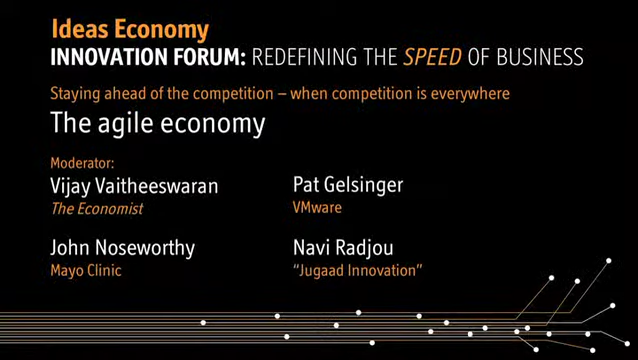 Ideas Economy
INNOVATION FORUM: REDEFINING THE SPEED OF BUSINESS
Staying ahead of the competition – when competition is everywhere
The agile economy
Moderator:
Vijay Vaitheeswaran
The Economist
Pat Gelsinger
VMware
John Noseworthy
Mayo Clinic
Navi Radjou
“Jugaad Innovation”